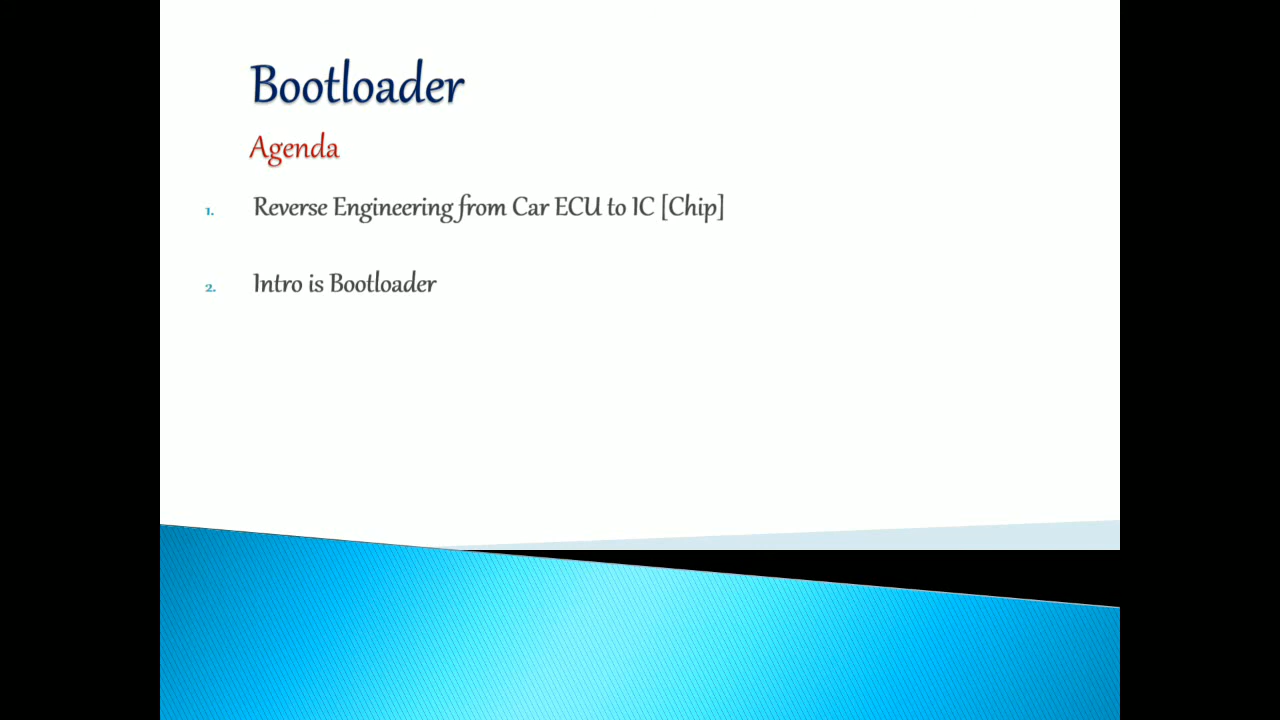 Bootloader
Agenda
1. Reverse Engineering from Car ECU to IC [Chip]
2. Intro is Bootloader